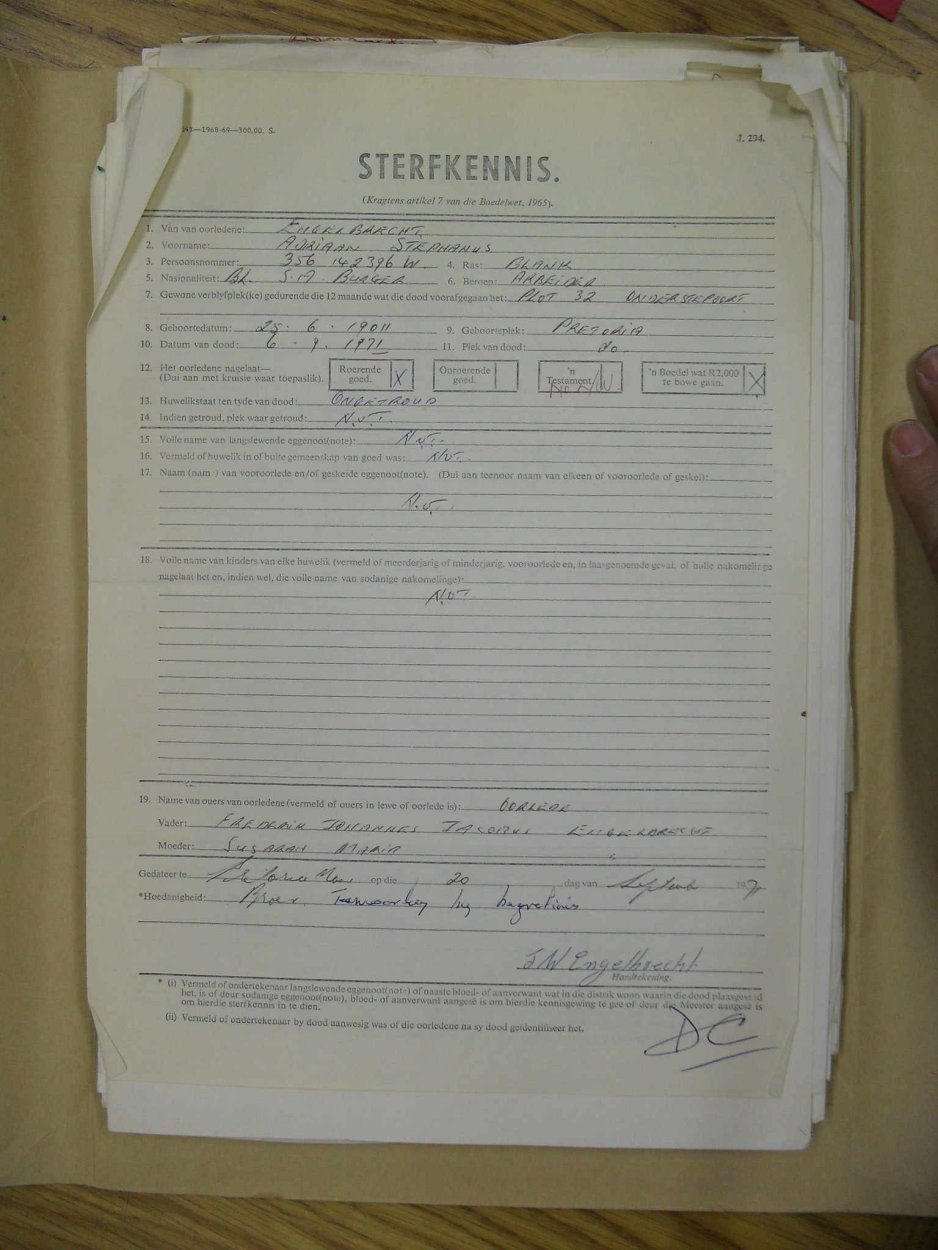 —1968-69—300,00. S. J. 294.
STERFKENNIS.
(Kragtens artikel 7 van die Boedelwet, 1965).
1. Van van oorledene: ENGELBRECHT
2. Voorname: ADRIAAN STEPHANUS
3. Persoonsnommer: 356 142396 W. 4. Ras: BLANK
5. Nasionaliteit: BL. S.A. BURGER 6. Beroep: ARBEIDER
7. Gewone verblyfplek(ke) gedurende die 12 maande wat die dood voorafgegaan het: PLOT 32 ONDERSTEPOORT
8. Geboortedatum: 25. 6. 19011 9. Geboorteplek: PRETORIA
10. Datum van dood: 6. 9. 1971 11. Plek van dood: do
12. Het oorledene nagelaat— Roerende goed. X Onroerende goed. 'n Testament. 'n Boedel wat R2,000 te bowe gaan. X
(Dui aan met kruisie waar toepaslik).
13. Huwelikstaat ten tyde van dood: ONGETROUD
14. Indien getroud, plek waar getroud: N.v.T.
15. Volle name van langslewende eggenoot(note): N.v.T.
16. Vermeld of huwelik in of buite gemeenskap van goed was: N.v.T.
17. Naam (name) van vooroorlede en/of geskeide eggenoot(note). (Dui aan teenoor naam van elkeen of vooroorlede of geskei):
N.v.
18. Volle name van kinders van elke huwelik (vermeld of meerderjarig of minderjarig, vooroorlede en, in laasgenoemde geval, of hulle nakomelinge
nagelaat het en, indien wel, die volle name van sodanige nakomelinge):
N.v.T.
19. Name van ouers van oorledene (vermeld of ouers in lewe of oorlede is): OORLEDE
Vader: FREDERIK JOHANNES JACOBUS ENGELBRECHT
Moeder: SUSARAH MARIA "
Gedateer te op die 20 dag van September 19
*Hoedanigheid: Broer, Teenwoordig by begrafinis
J W Engelbrecht
Handtekening.
* (i) Vermeld of ondertekenaar langslewende eggenoot(note) of naaste bloed- of aanverwant wat in die distrik woon waarin die dood plaasgevind
het, is of deur sodanige eggenoot(note), bloed- of aanverwant aangesê is om hierdie kennisgewing te gee of deur die Meester aangesê is
om hierdie sterfkennis in te dien.
(ii) Vermeld of ondertekenaar by dood aanwesig was of die oorledene na sy dood geïdentifiseer het.
DC